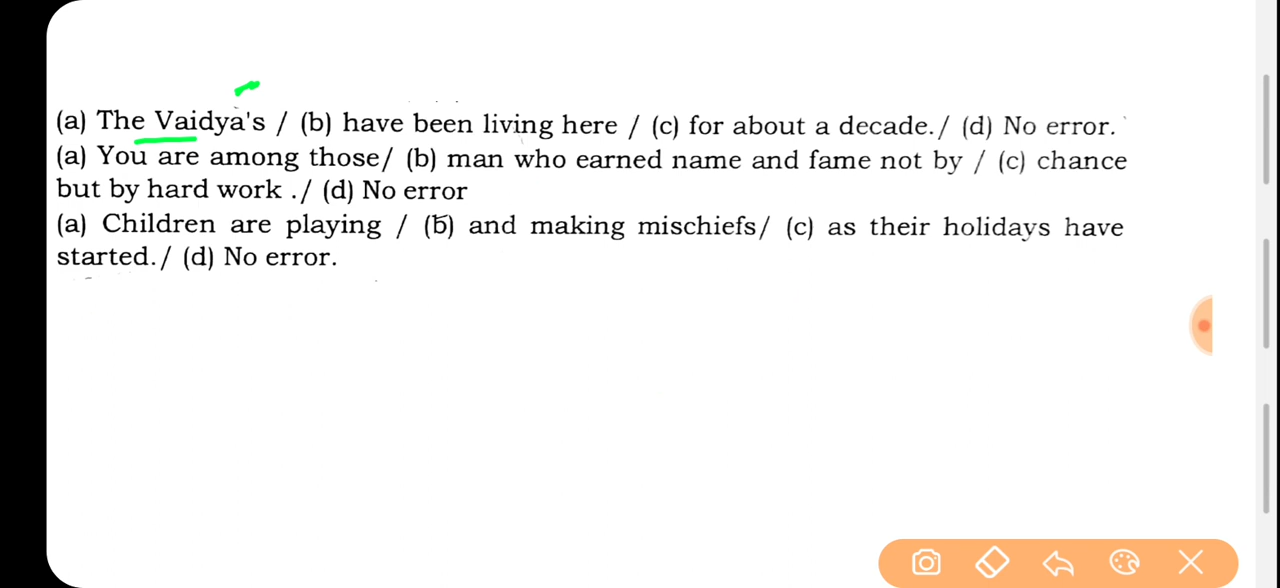 (a) The Vaidya's / (b) have been living here / (c) for about a decade./ (d) No error.
(a) You are among those/ (b) man who earned name and fame not by / (c) chance
but by hard work ./ (d) No error
(a) Children are playing / (b) and making mischiefs/ (c) as their holidays have
started./ (d) No error.